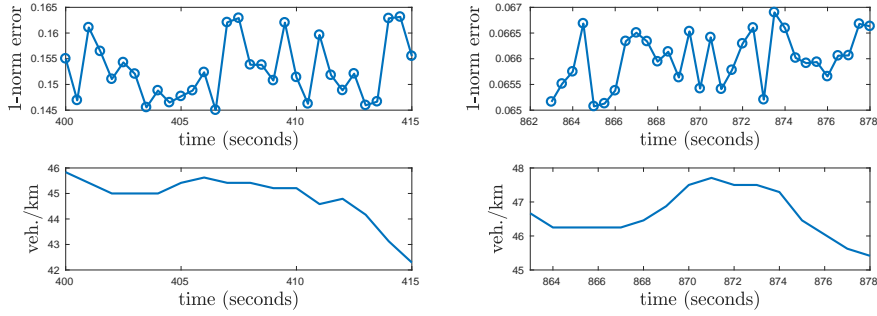 1-norm error
0.165
0.16
0.155
0.15
0.145
400 405 410 415
time (seconds)
1-norm error
0.067
0.0665
0.066
0.0655
0.065
862 864 866 868 870 872 874 876 878
time (seconds)
veh./km
46
45
44
43
42
400 405 410 415
time (seconds)
veh./km
48
47
46
45
864 866 868 870 872 874 876 878
time (seconds)